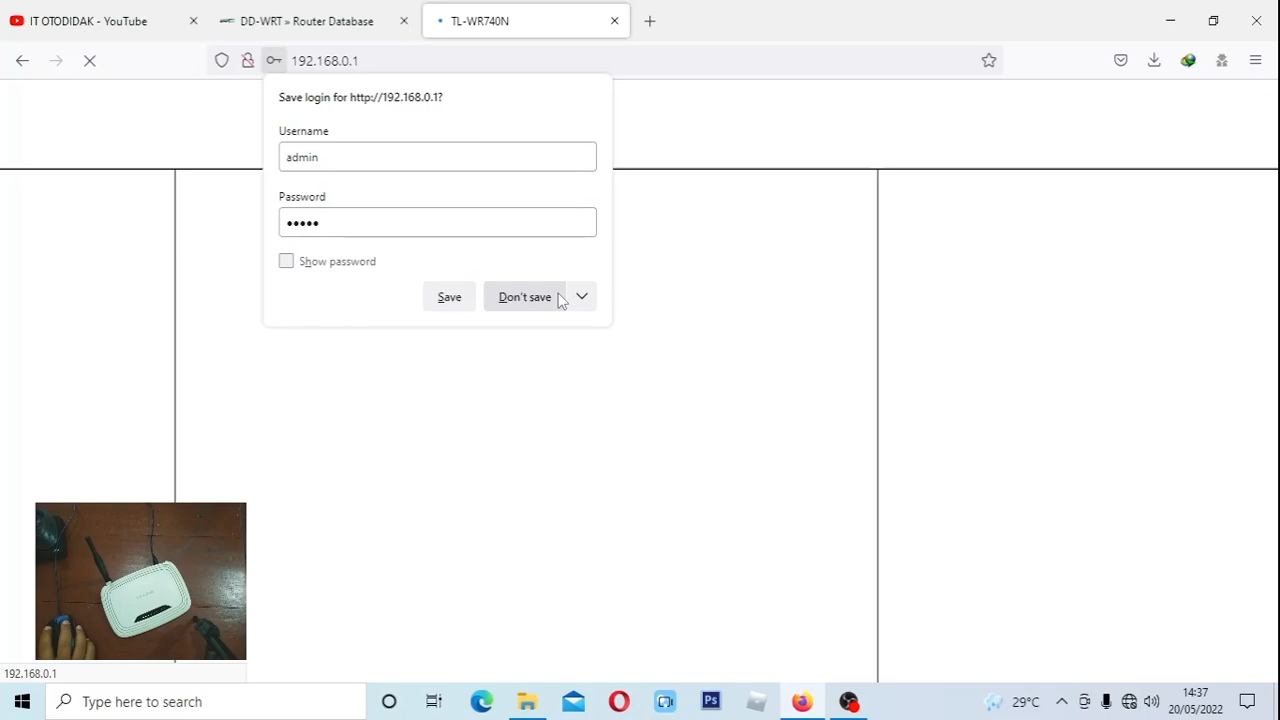 IT OTODIDAK - YouTube
DD-WRT » Router Database
TL-WR740N
192.168.0.1
Save login for http://192.168.0.1?
Username
admin
Password
•••••
Show password
Save
Don't save
192.168.0.1
Type here to search
Ps
29°C
14:37
20/05/2022